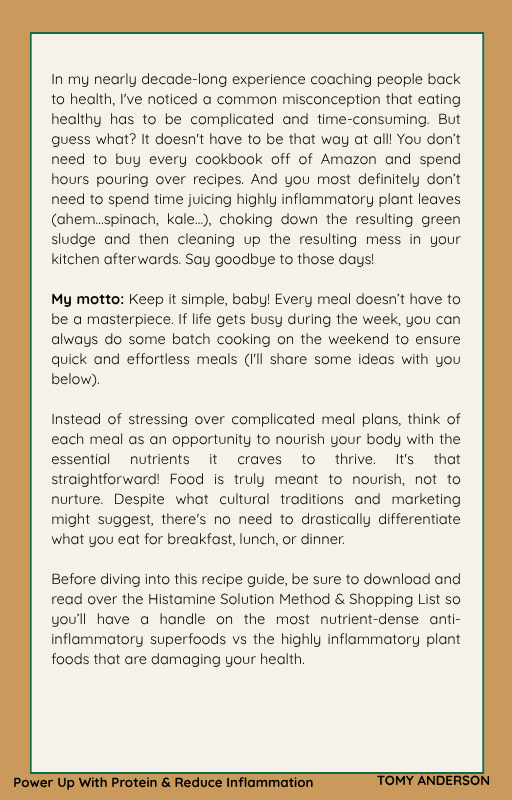 In my nearly decade-long experience coaching people back
to health, I've noticed a common misconception that eating
healthy has to be complicated and time-consuming. But
guess what? It doesn't have to be that way at all! You don’t
need to buy every cookbook off of Amazon and spend
hours pouring over recipes. And you most definitely don’t
need to spend time juicing highly inflammatory plant leaves
(ahem...spinach, kale...), choking down the resulting green
sludge and then cleaning up the resulting mess in your
kitchen afterwards. Say goodbye to those days!
My motto: Keep it simple, baby! Every meal doesn’t have to
be a masterpiece. If life gets busy during the week, you can
always do some batch cooking on the weekend to ensure
quick and effortless meals (I'll share some ideas with you
below).
Instead of stressing over complicated meal plans, think of
each meal as an opportunity to nourish your body with the
essential nutrients it craves to thrive. It's that
straightforward! Food is truly meant to nourish, not to
nurture. Despite what cultural traditions and marketing
might suggest, there's no need to drastically differentiate
what you eat for breakfast, lunch, or dinner.
Before diving into this recipe guide, be sure to download and
read over the Histamine Solution Method & Shopping List so
you’ll have a handle on the most nutrient-dense anti-
inflammatory superfoods vs the highly inflammatory plant
foods that are damaging your health.
Power Up With Protein & Reduce Inflammation
TOMY ANDERSON